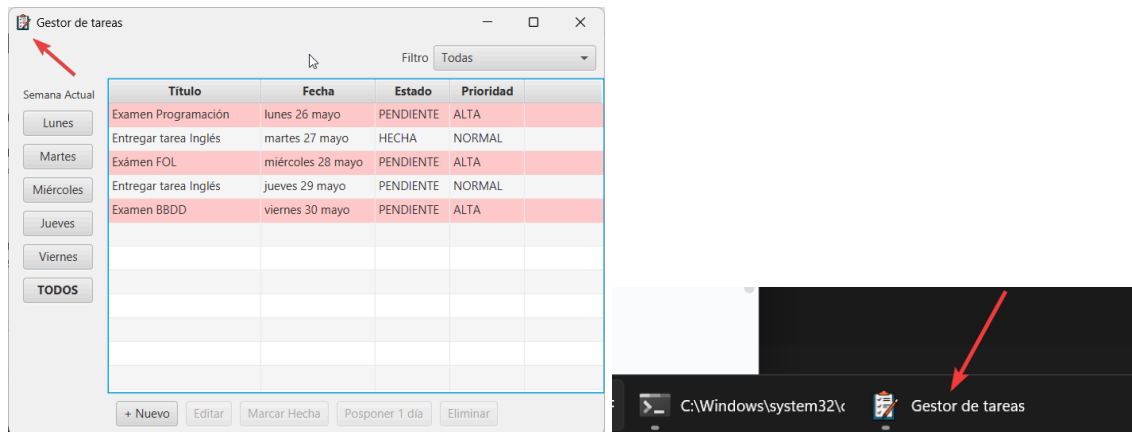 Gestor de tareas
Filtro Todas
Semana Actual
Lunes
Martes
Miércoles
Jueves
Viernes
TODOS
Título Fecha Estado Prioridad
Examen Programación lunes 26 mayo PENDIENTE ALTA
Entregar tarea Inglés martes 27 mayo HECHA NORMAL
Exámen FOL miércoles 28 mayo PENDIENTE ALTA
Entregar tarea Inglés jueves 29 mayo PENDIENTE NORMAL
Examen BBDD viernes 30 mayo PENDIENTE ALTA
+ Nuevo Editar Marcar Hecha Posponer 1 día Eliminar
C:\Windows\system32\c Gestor de tareas